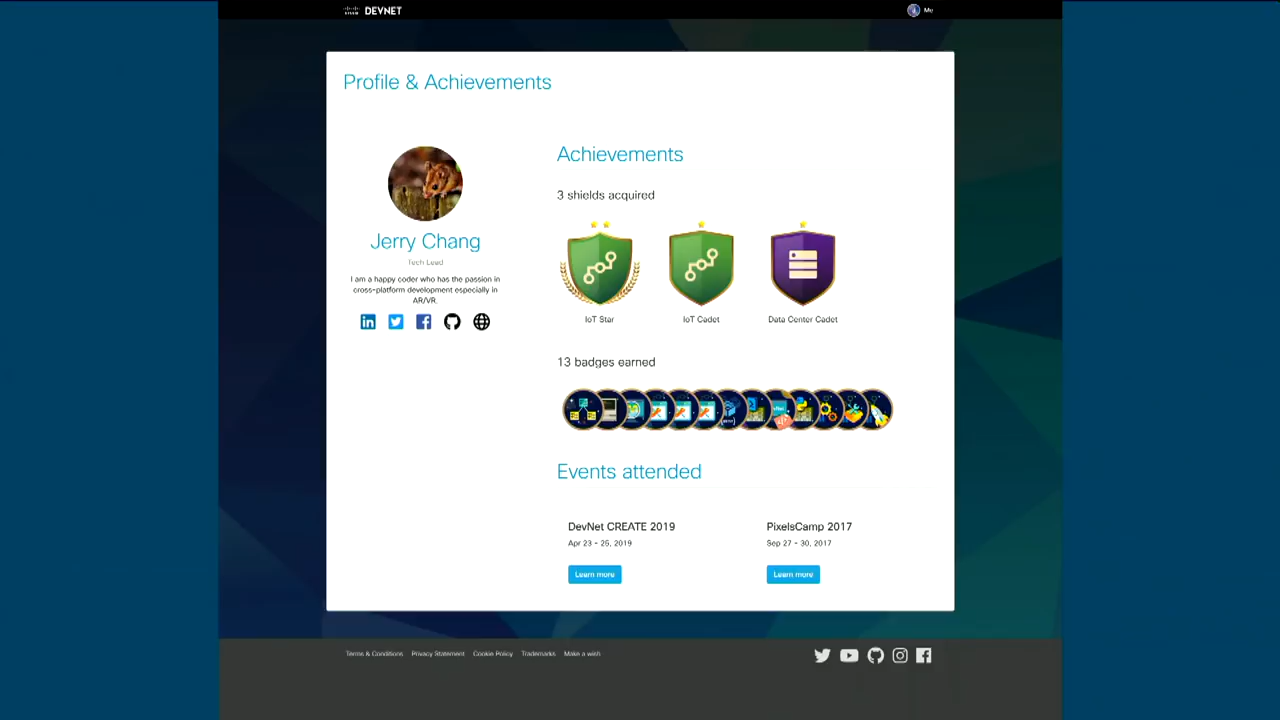 CISCO DEVNET
Me
Profile & Achievements
Jerry Chang
Tech Lead
I am a happy coder who has the passion in
cross-platform development especially in
AR/VR.
Achievements
3 shields acquired
IoT Star
IoT Cadet
Data Center Cadet
13 badges earned
Events attended
DevNet CREATE 2019
Apr 23 - 25, 2019
Learn more
PixelsCamp 2017
Sep 27 - 30, 2017
Learn more
Terms & Conditions Privacy Statement Cookie Policy Trademarks Make a wish